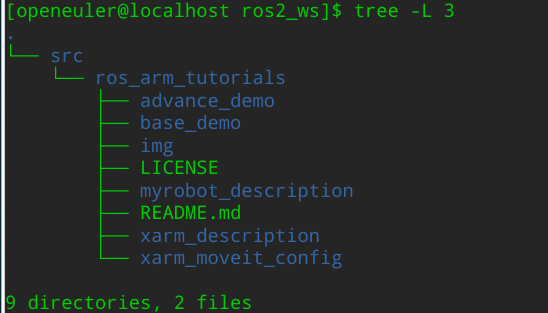 [openeuler@localhost ros2_ws]$ tree -L 3
.
└── src
    └── ros_arm_tutorials
        ├── advance_demo
        ├── base_demo
        ├── img
        ├── LICENSE
        ├── myrobot_description
        ├── README.md
        ├── xarm_description
        └── xarm_moveit_config

9 directories, 2 files